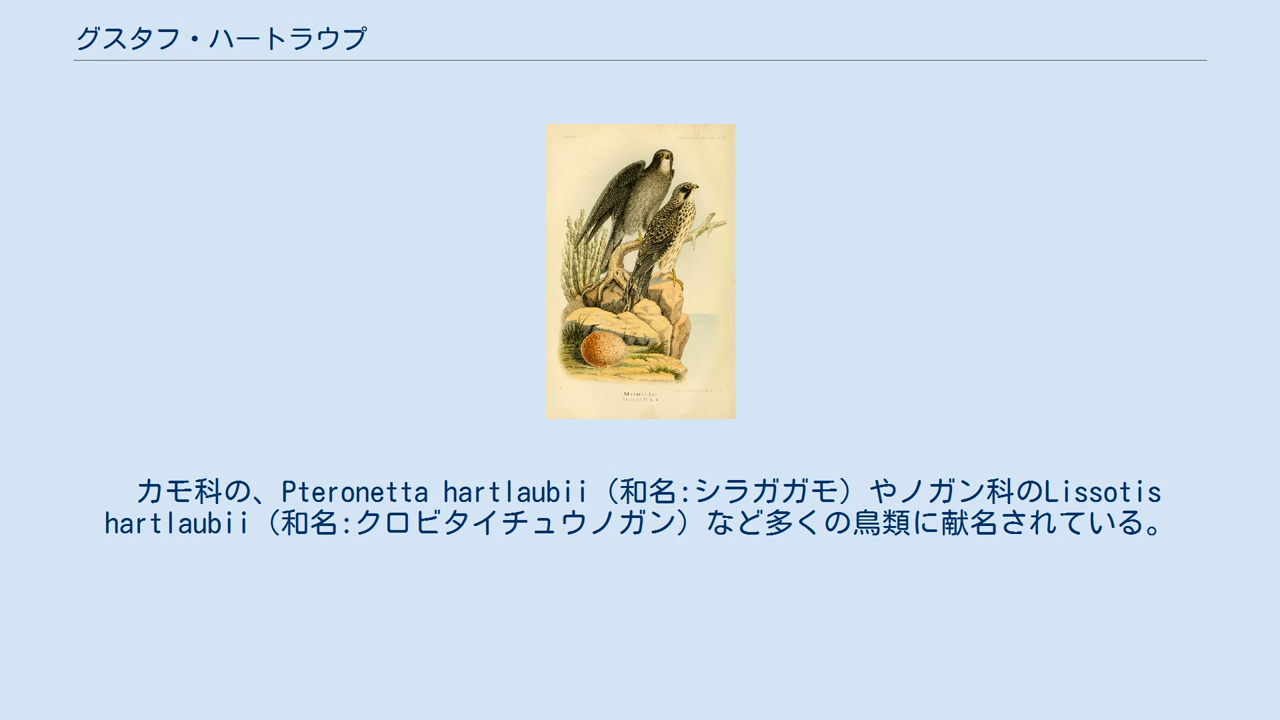 グスタフ・ハートラウプ
カモ科の、Pteronetta hartlaubii（和名:シラガガモ）やノガン科のLissotis
hartlaubii（和名:クロビタイチュウノガン）など多くの鳥類に献名されている。